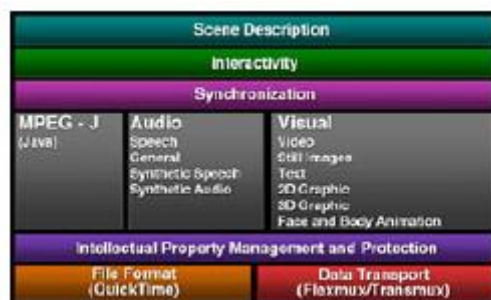 Scene Description
Interactivity
Synchronization
MPEG - J
(Java)
Audio
Speech
General
Synthetic Speech
Synthetic Audio
Visual
Video
Still Images
Text
2D Graphic
3D Graphic
Face and Body Animation
Intellectual Property Management and Protection
File Format
(QuickTime)
Data Transport
(Flexmux/Transmux)